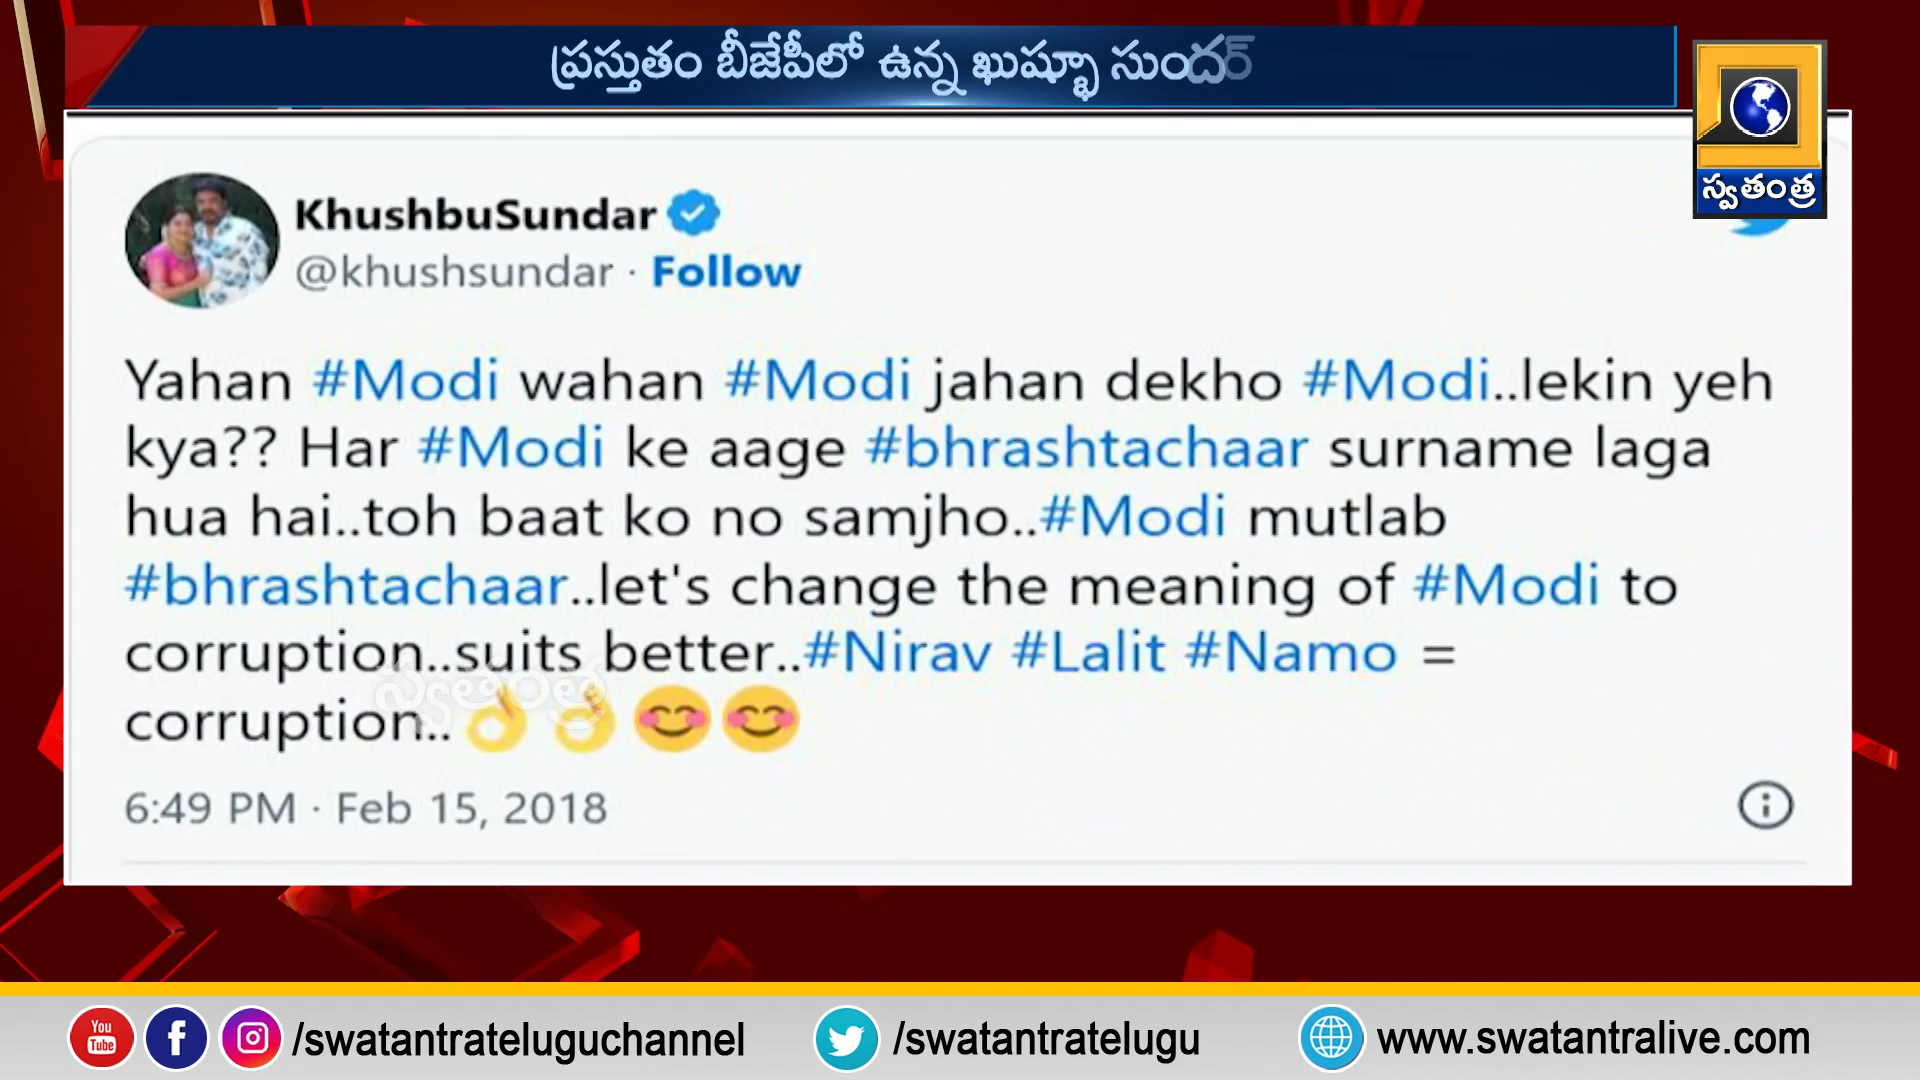 ప్రస్తుతం బీజేపీలో ఉన్న ఖుష్భూ సుందర్
స్వతంత్ర
KhushbuSundar
@khushsundar · Follow
Yahan #Modi wahan #Modi jahan dekho #Modi..lekin yeh
kya?? Har #Modi ke aage #bhrashtachaar surname laga
hua hai..toh baat ko no samjho..#Modi mutlab
#bhrashtachaar..let's change the meaning of #Modi to
corruption..suits better..#Nirav #Lalit #Namo =
స్వతంత్ర
corruption..👌👌😊😊
6:49 PM · Feb 15, 2018
You
Tube
/swatantrateluguchannel
/swatantratelugu
www.swatantralive.com